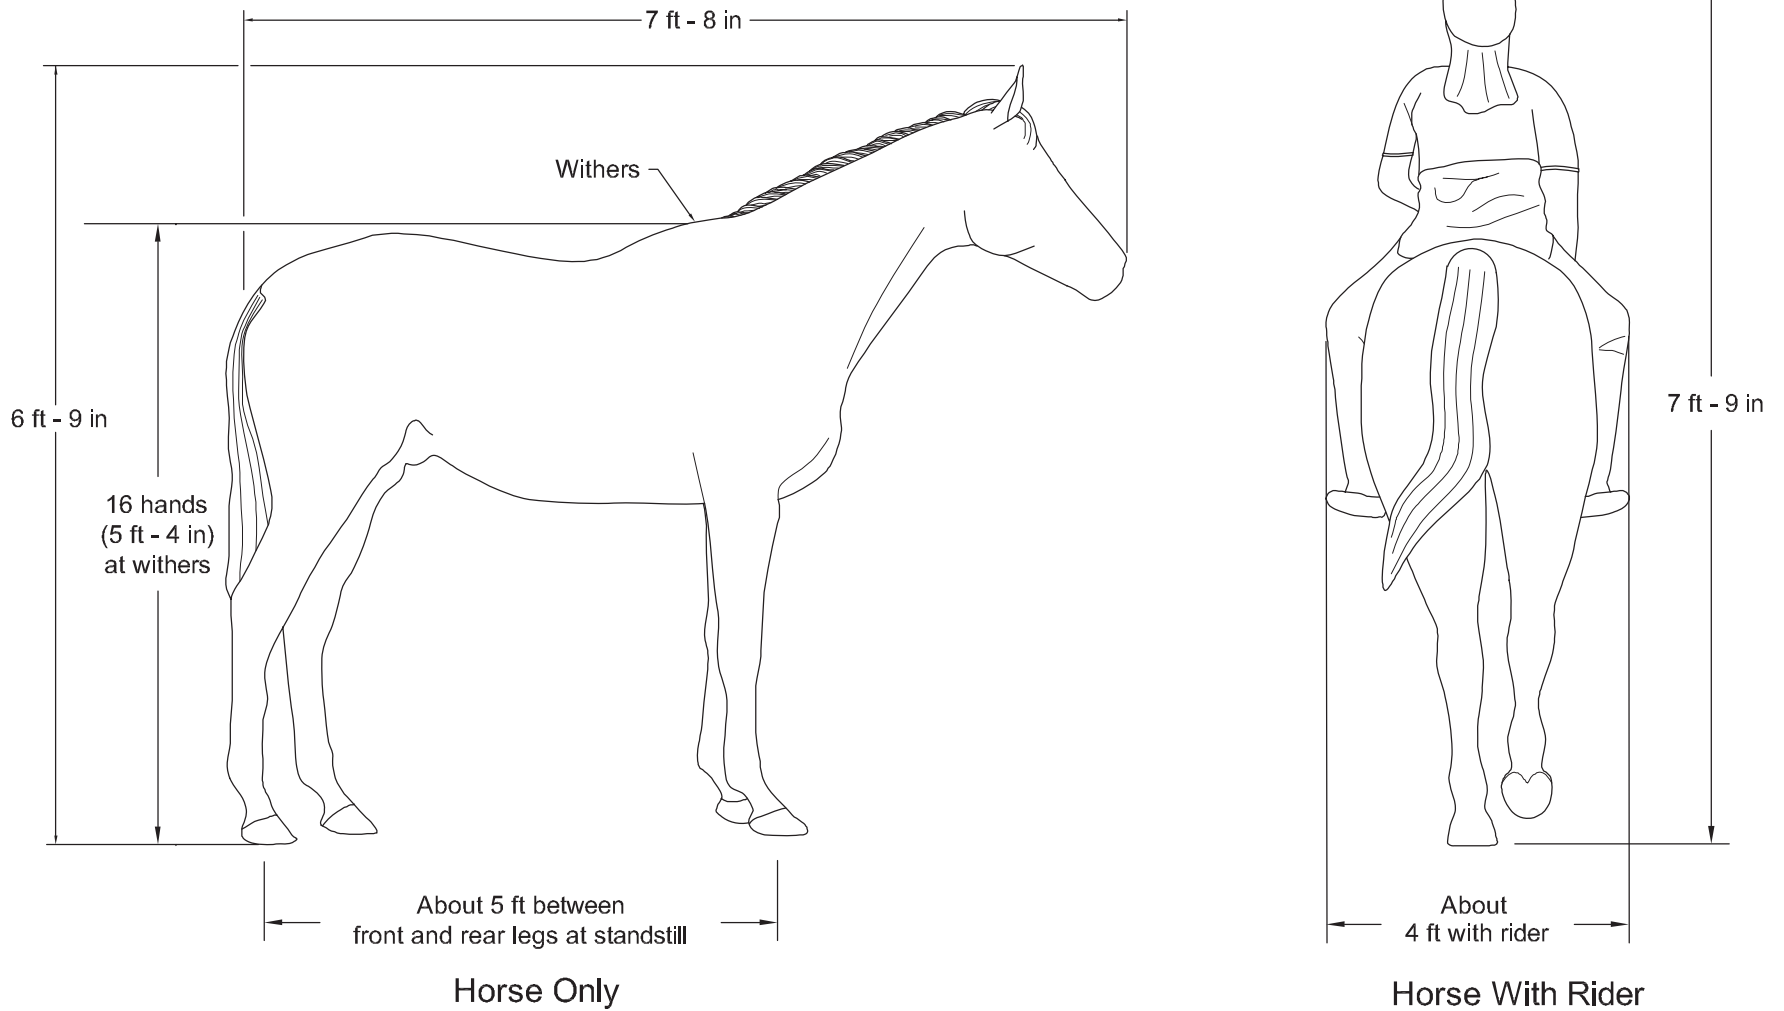 7 ft - 8 in
Withers
6 ft - 9 in
16 hands
(5 ft - 4 in)
at withers
About 5 ft between
front and rear legs at standstill
Horse Only
7 ft - 9 in
About
4 ft with rider
Horse With Rider